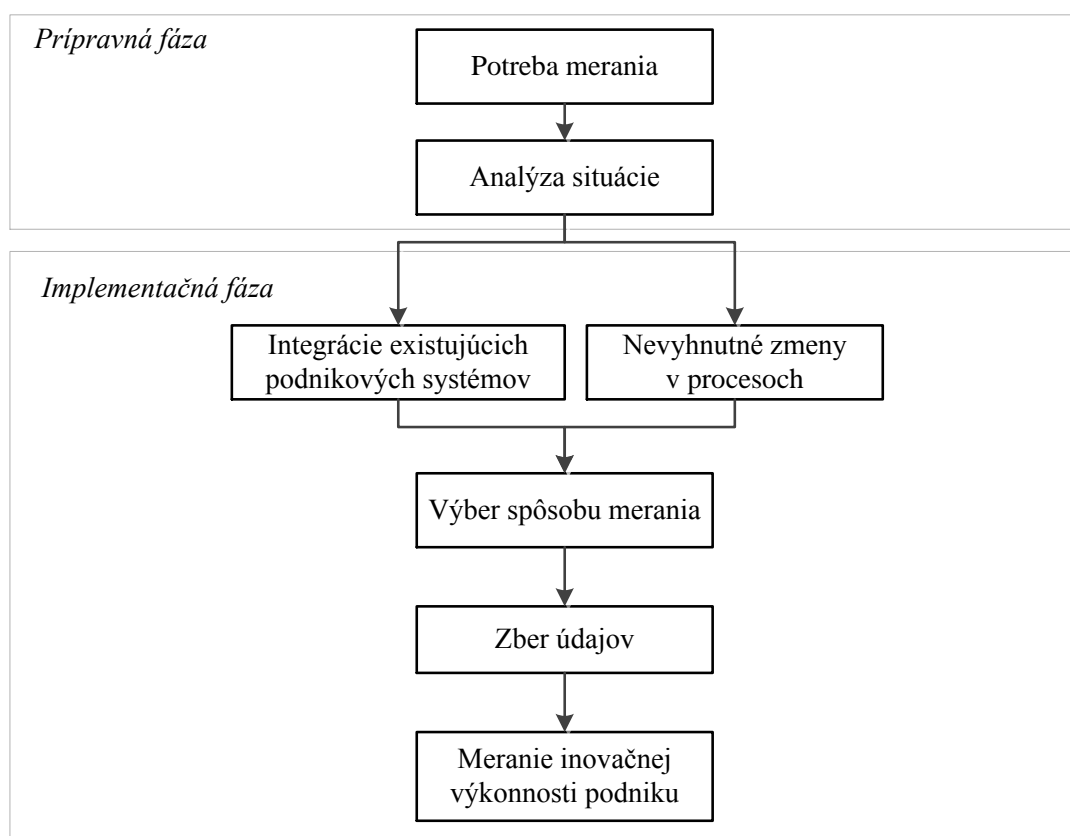 Prípravná fáza
Potreba merania
Analýza situácie
Implementačná fáza
Integrácie existujúcich
podnikových systémov
Nevyhnutné zmeny
v procesoch
Výber spôsobu merania
Zber údajov
Meranie inovačnej
výkonnosti podniku